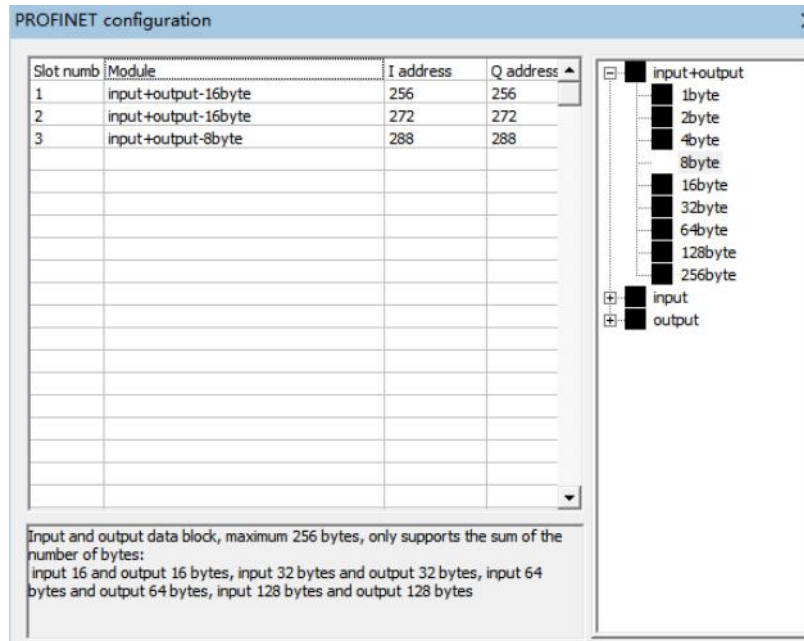 PROFINET configuration
Slot numb Module I address Q address
1 input+output-16byte 256 256
2 input+output-16byte 272 272
3 input+output-8byte 288 288
input+output
1byte
2byte
4byte
8byte
16byte
32byte
64byte
128byte
256byte
input
output
Input and output data block, maximum 256 bytes, only supports the sum of the
number of bytes:
input 16 and output 16 bytes, input 32 bytes and output 32 bytes, input 64
bytes and output 64 bytes, input 128 bytes and output 128 bytes